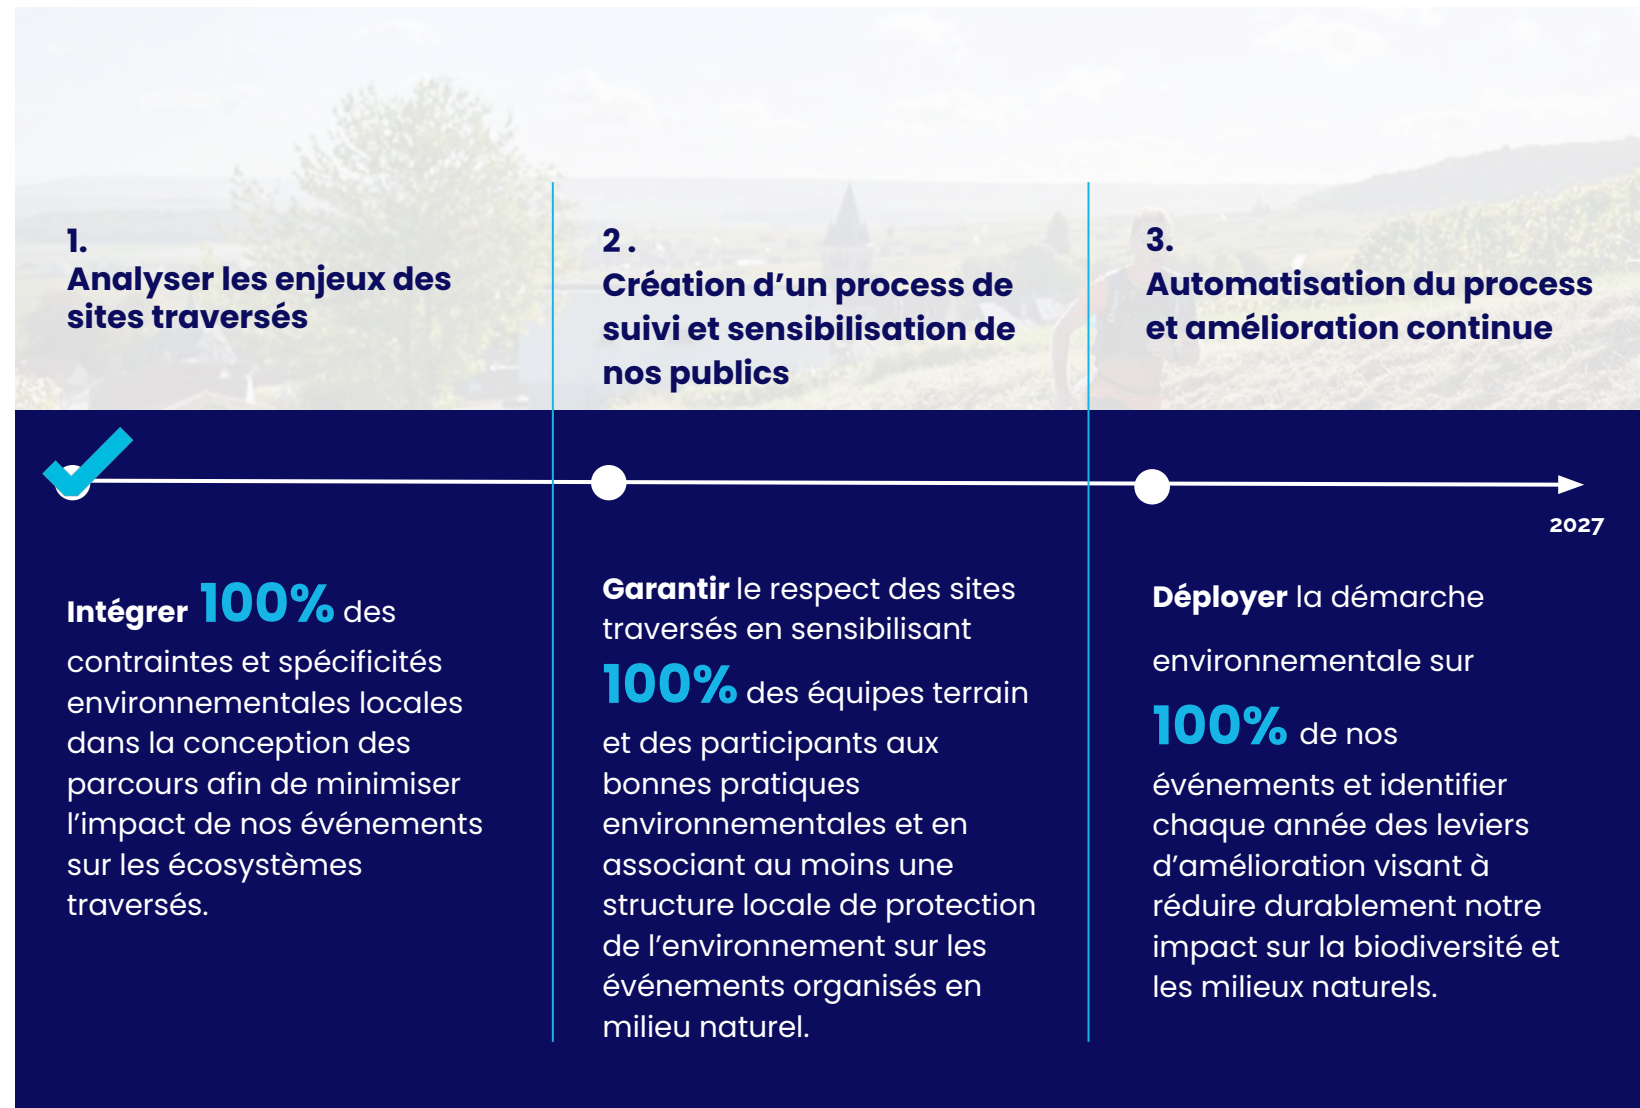 1.
Analyser les enjeux des
sites traversés
2 .
Création d’un process de
suivi et sensibilisation de
nos publics
3.
Automatisation du process
et amélioration continue
2027
Intégrer 100% des
contraintes et spécificités
environnementales locales
dans la conception des
parcours afin de minimiser
l’impact de nos événements
sur les écosystèmes
traversés.
Garantir le respect des sites
traversés en sensibilisant
100% des équipes terrain
et des participants aux
bonnes pratiques
environnementales et en
associant au moins une
structure locale de protection
de l’environnement sur les
événements organisés en
milieu naturel.
Déployer la démarche
environnementale sur
100% de nos
événements et identifier
chaque année des leviers
d’amélioration visant à
réduire durablement notre
impact sur la biodiversité et
les milieux naturels.